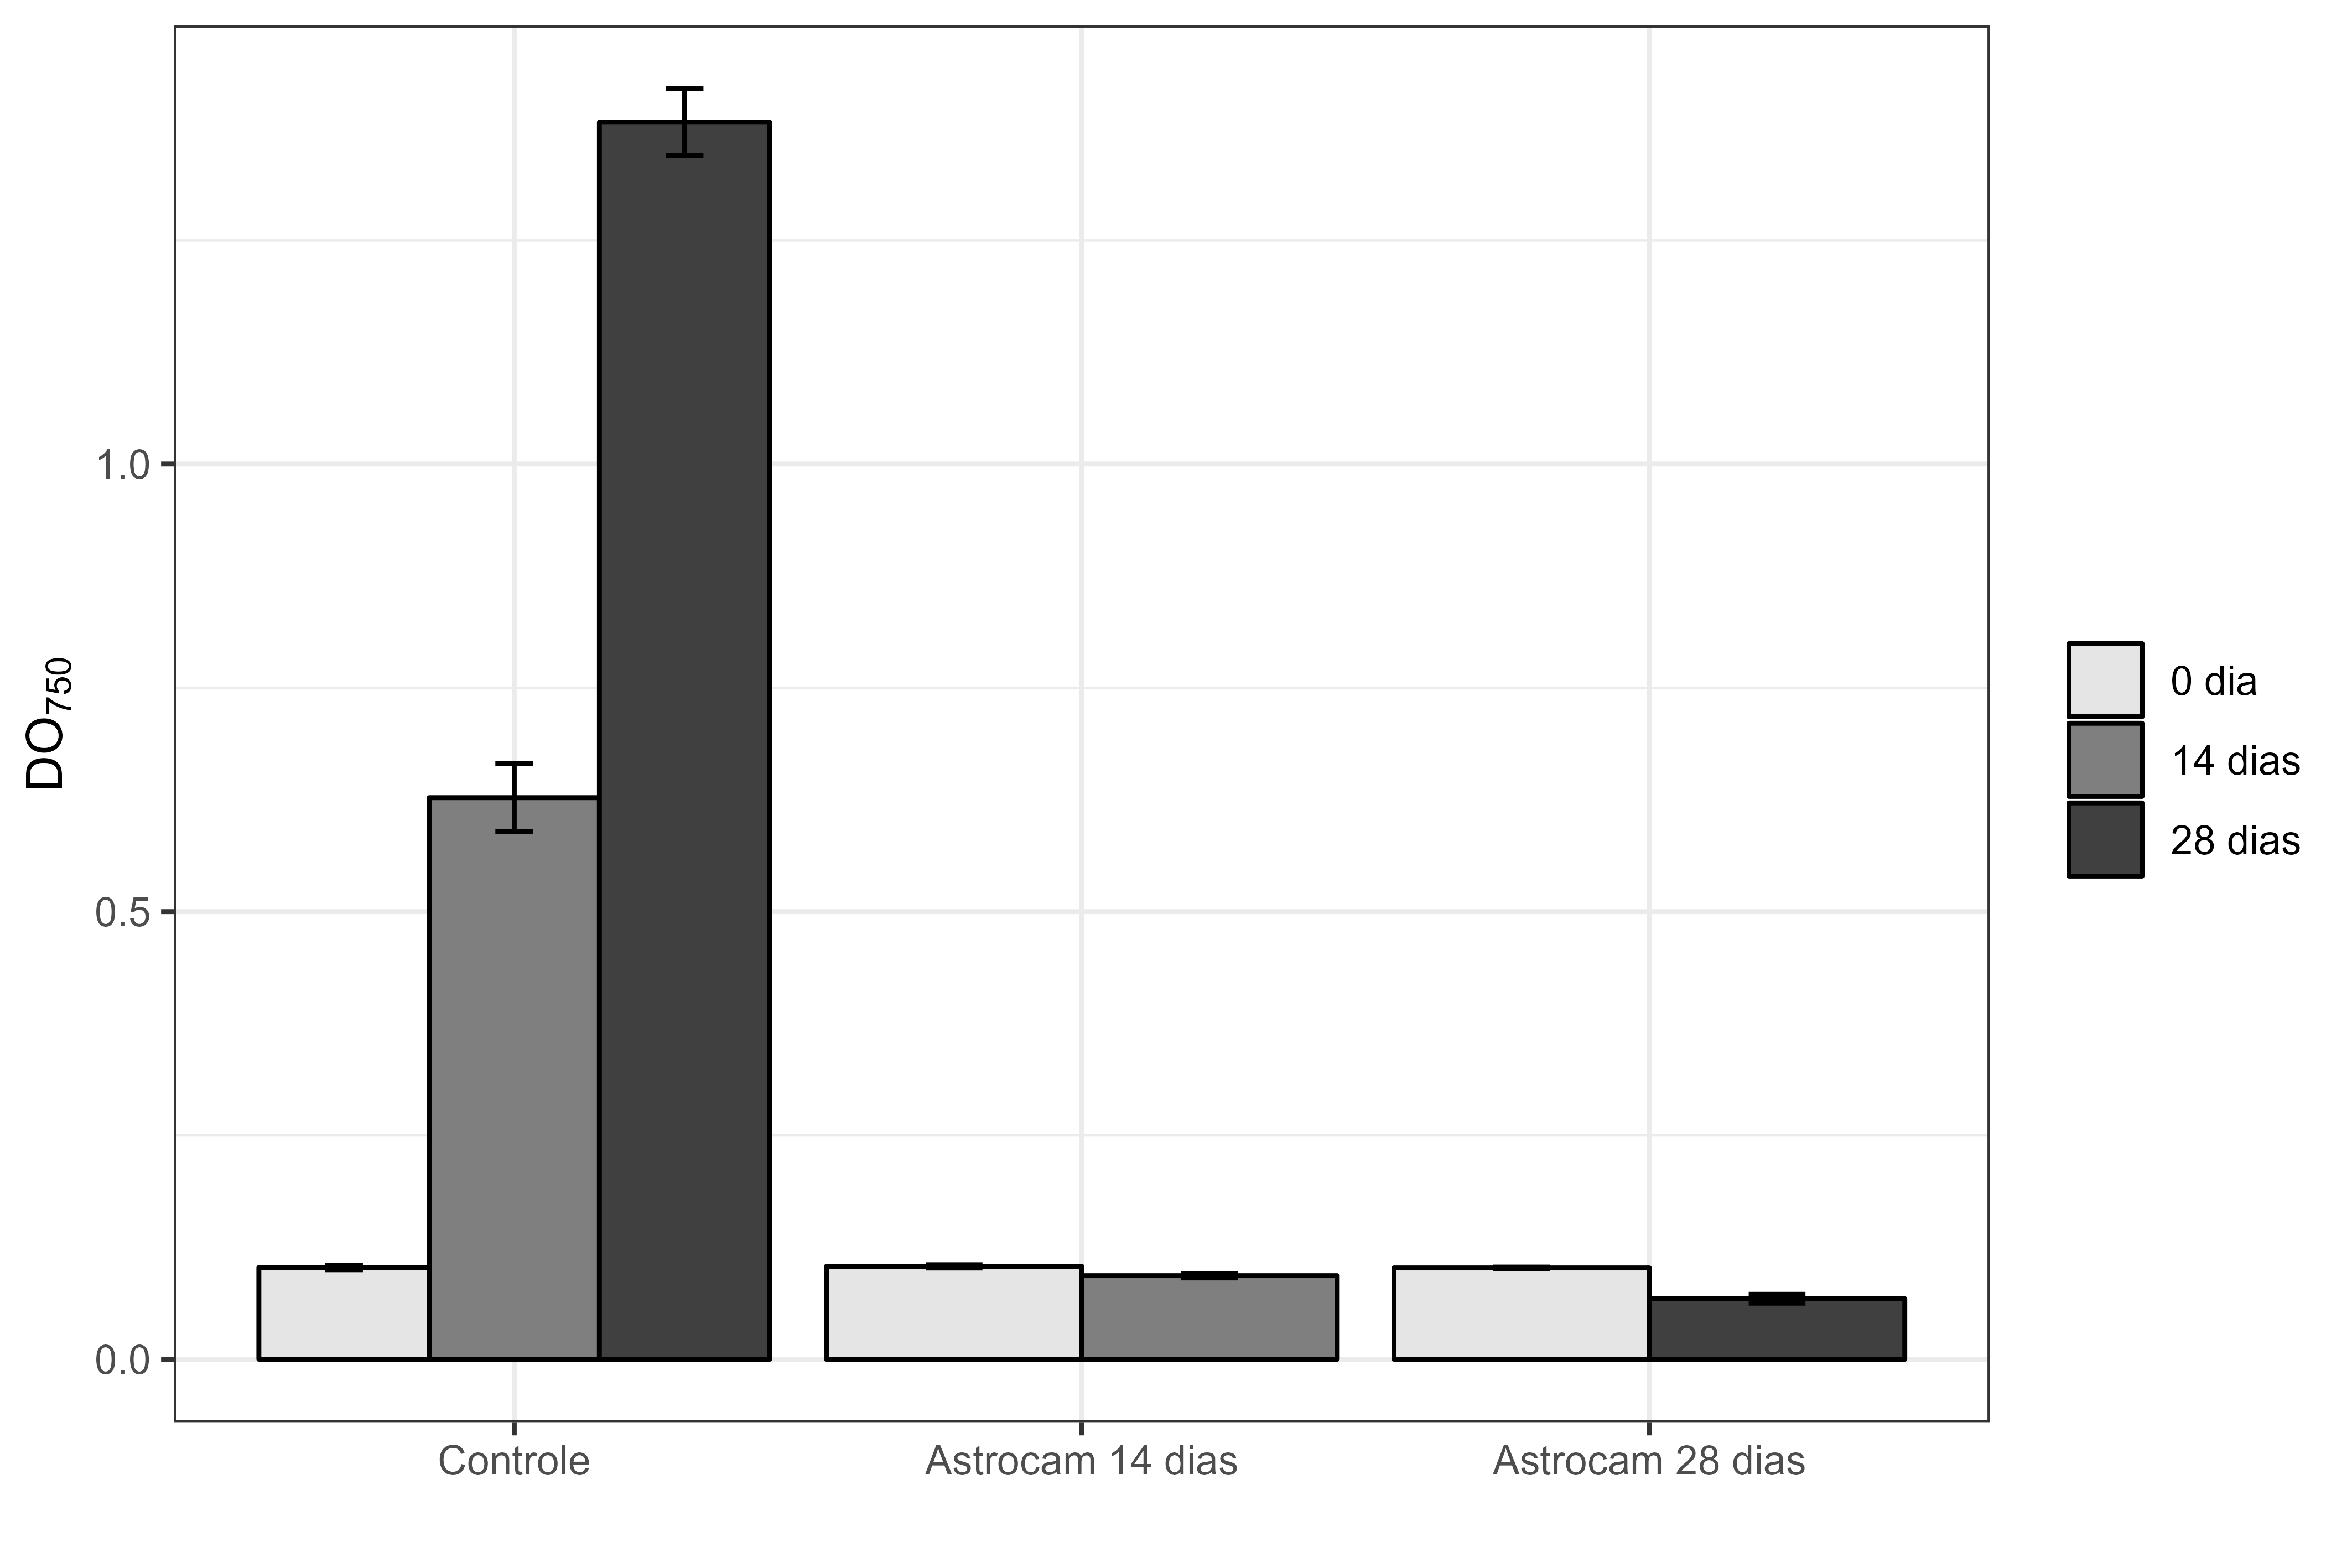 DO750
1.0
0.5
0.0
Controle
Astrocam 14 dias
Astrocam 28 dias
0 dia
14 dias
28 dias